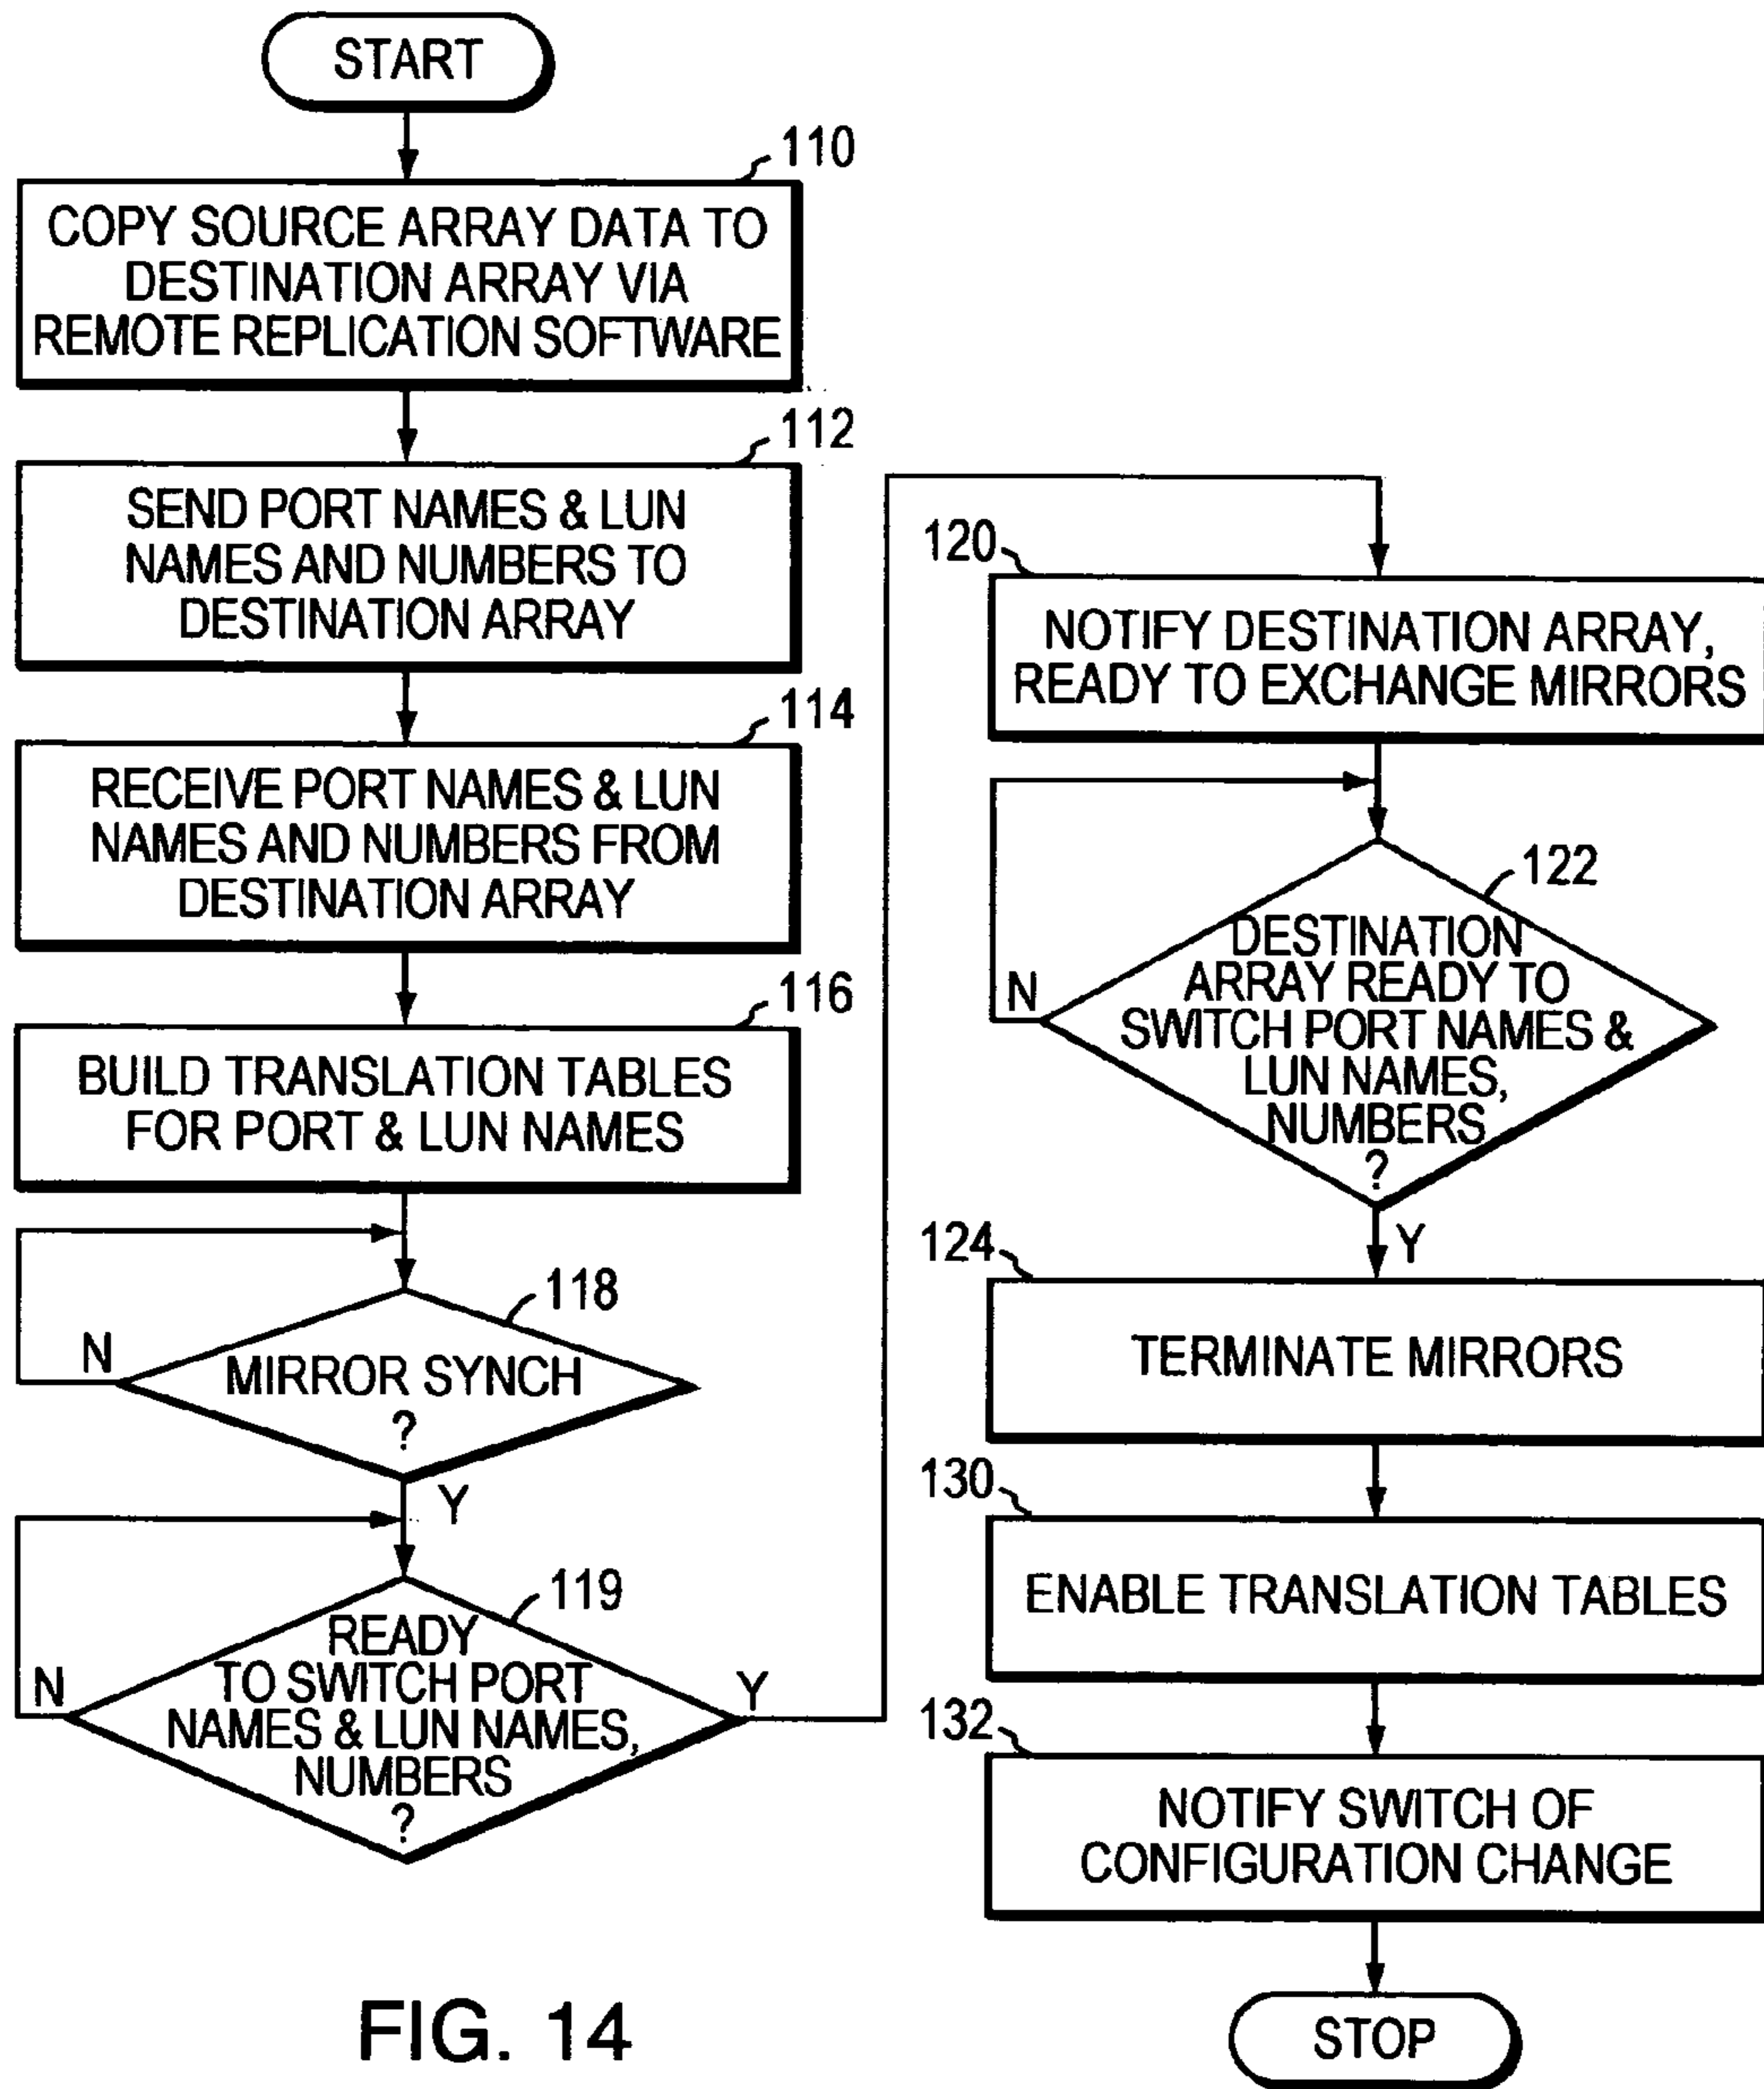 START
110
COPY SOURCE ARRAY DATA TO
DESTINATION ARRAY VIA
REMOTE REPLICATION SOFTWARE
112
SEND PORT NAMES & LUN
NAMES AND NUMBERS TO
DESTINATION ARRAY
114
RECEIVE PORT NAMES & LUN
NAMES AND NUMBERS FROM
DESTINATION ARRAY
116
BUILD TRANSLATION TABLES
FOR PORT & LUN NAMES
118
N
MIRROR SYNCH
?
Y
119
READY
TO SWITCH PORT
NAMES & LUN NAMES,
NUMBERS
?
N
Y
120
NOTIFY DESTINATION ARRAY,
READY TO EXCHANGE MIRRORS
122
DESTINATION
ARRAY READY TO
SWITCH PORT NAMES &
LUN NAMES,
NUMBERS
?
N
Y
124
TERMINATE MIRRORS
130
ENABLE TRANSLATION TABLES
132
NOTIFY SWITCH OF
CONFIGURATION CHANGE
STOP
FIG. 14